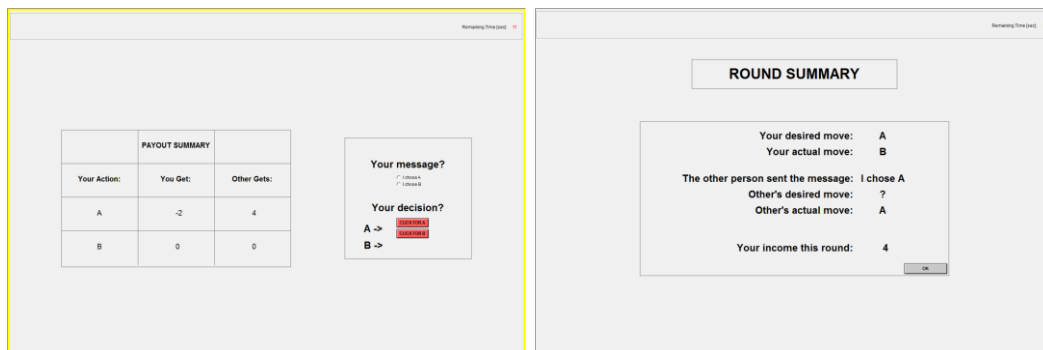 Remaining Time [sec]
PAYOUT SUMMARY
Your Action: You Get: Other Gets:
A -2 4
B 0 0
Your message?
I chose A
I chose B
Your decision?
A -> CLICK FOR A
CLICK FOR B
B ->
Remaining Time [sec]
ROUND SUMMARY
Your desired move: A
Your actual move: B
The other person sent the message: I chose A
Other's desired move: ?
Other's actual move: A
Your income this round: 4
OK